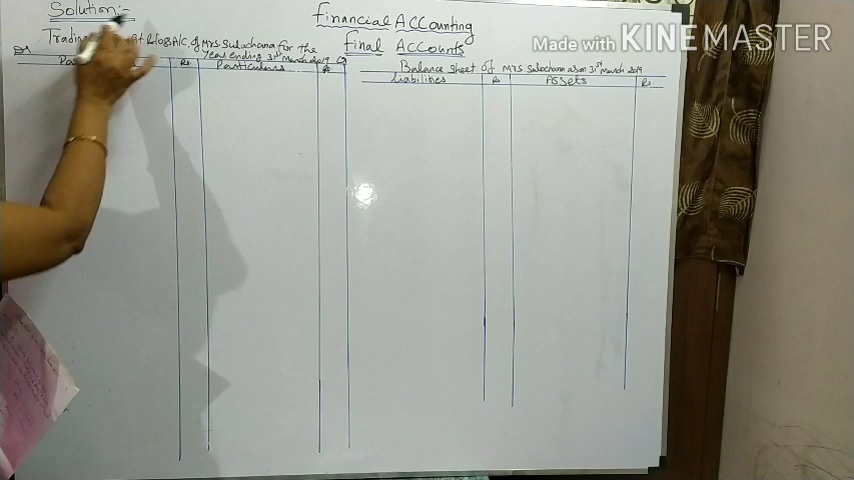 Solution:-
Financial Accounting
Final Accounts
Made with KINEMASTER
Trading Profit & loss A/C of Mrs Sulochana for the
Year ending 31st March 2019 Cr
Particulars
Rs
Balance sheet of Mrs Sulochana as on 31st March 2019
liabilities Rs Assets Rs